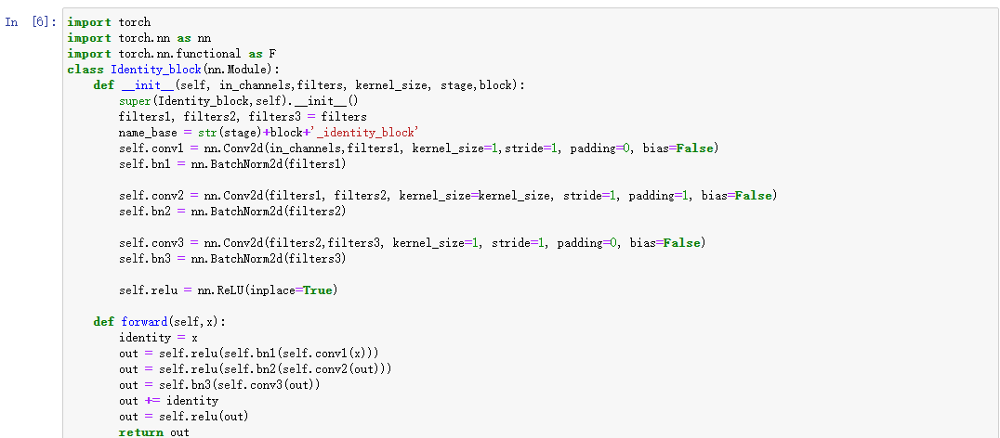 In [6]:
import torch
import torch.nn as nn
import torch.nn.functional as F
class Identity_block(nn.Module):
    def __init__(self, in_channels,filters, kernel_size, stage,block):
        super(Identity_block,self).__init__()
        filters1, filters2, filters3 = filters
        name_base = str(stage)+block+'_identity_block'
        self.conv1 = nn.Conv2d(in_channels,filters1, kernel_size=1,stride=1, padding=0, bias=False)
        self.bn1 = nn.BatchNorm2d(filters1)

        self.conv2 = nn.Conv2d(filters1, filters2, kernel_size=kernel_size, stride=1, padding=1, bias=False)
        self.bn2 = nn.BatchNorm2d(filters2)

        self.conv3 = nn.Conv2d(filters2,filters3, kernel_size=1, stride=1, padding=0, bias=False)
        self.bn3 = nn.BatchNorm2d(filters3)

        self.relu = nn.ReLU(inplace=True)

    def forward(self,x):
        identity = x
        out = self.relu(self.bn1(self.conv1(x)))
        out = self.relu(self.bn2(self.conv2(out)))
        out = self.bn3(self.conv3(out))
        out += identity
        out = self.relu(out)
        return out